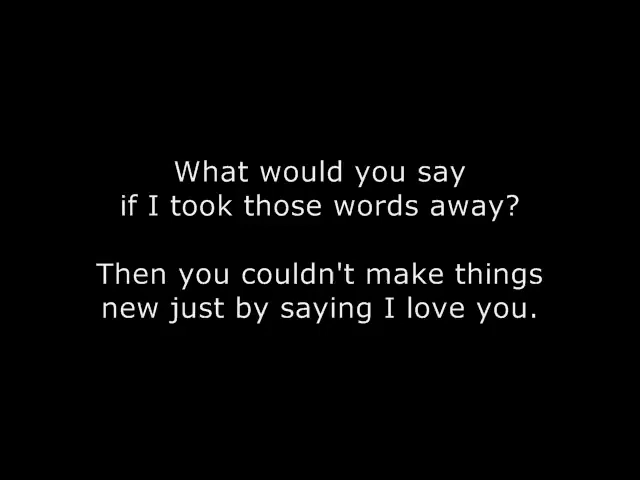 What would you say
if I took those words away?
Then you couldn't make things
new just by saying I love you.